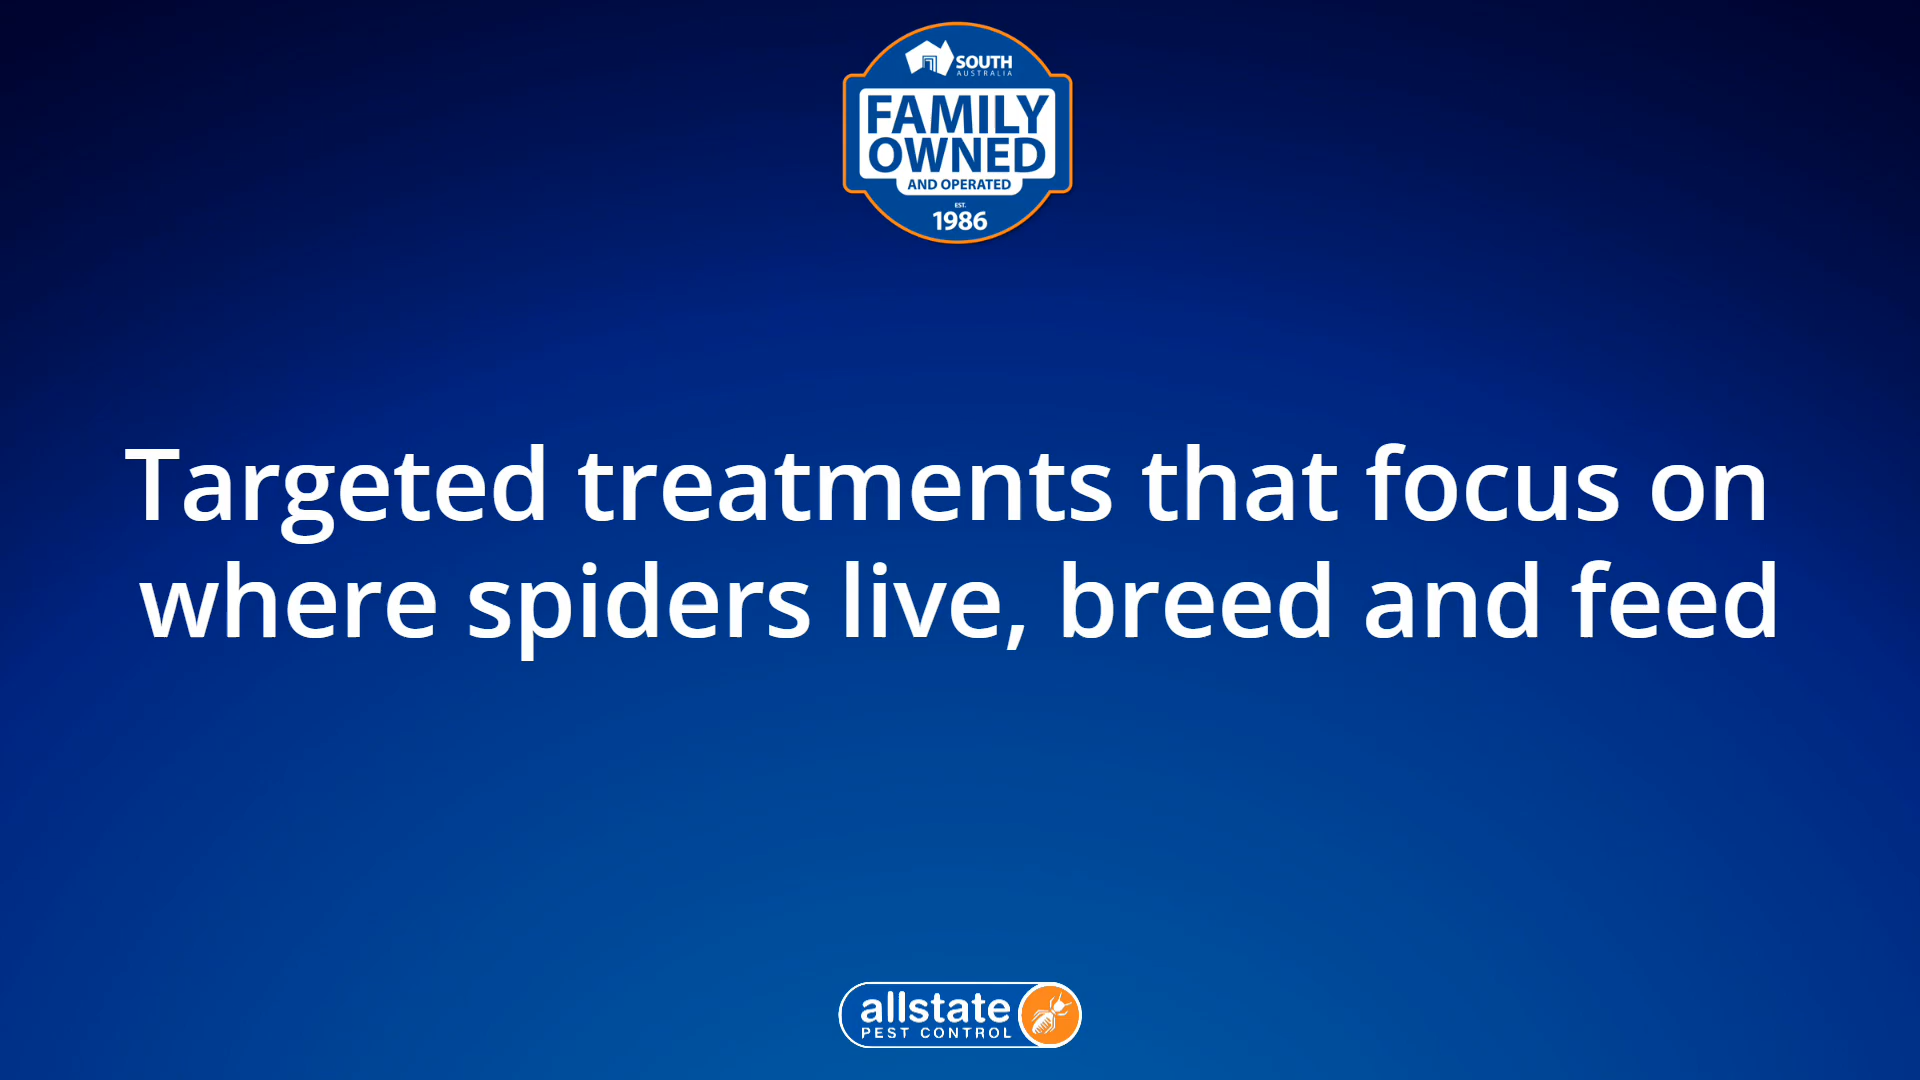 SOUTH
AUSTRALIA
FAMILY
OWNED
AND OPERATED
EST.
1986
Targeted treatments that focus on
where spiders live, breed and feed
allstate
PEST CONTROL